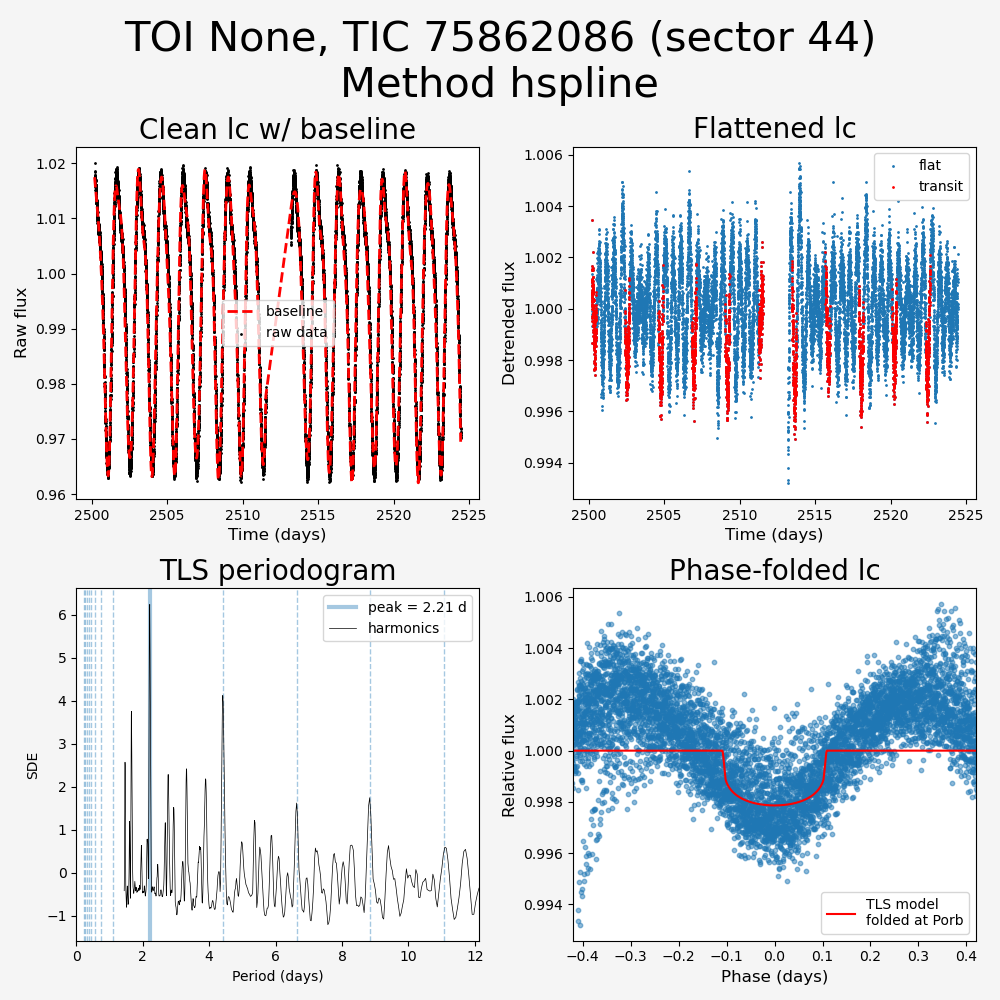 TOI None, TIC 75862086 (sector 44)
Method hspline
Clean lc w/ baseline
1.02
1.01
1.00
0.99
0.98
0.97
0.96
Raw flux
baseline
raw data
2500
2505
2510
2515
2520
2525
Time (days)
Flattened lc
1.006
1.004
1.002
1.000
0.998
0.996
0.994
Detrended flux
flat
transit
2500
2505
2510
2515
2520
2525
Time (days)
TLS periodogram
6
5
4
3
2
1
0
−1
SDE
peak = 2.21 d
harmonics
0
2
4
6
8
10
12
Period (days)
Phase-folded lc
1.006
1.004
1.002
1.000
0.998
0.996
0.994
Relative flux
TLS model
folded at Porb
−0.4
−0.3
−0.2
−0.1
0.0
0.1
0.2
0.3
0.4
Phase (days)